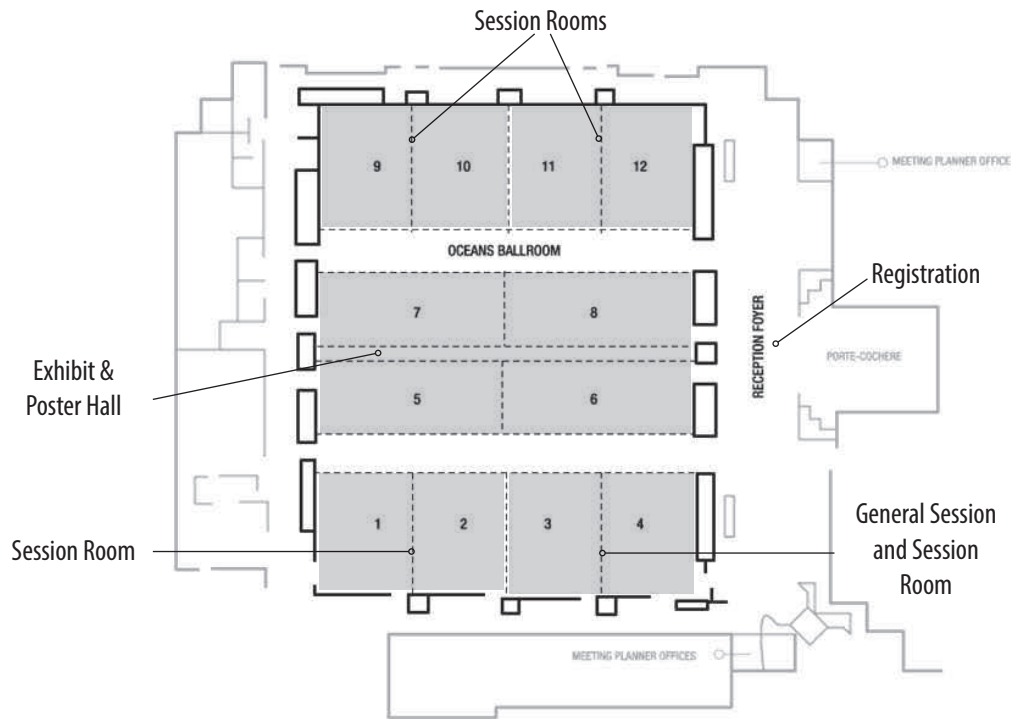 Session Rooms
9
10
11
12
MEETING PLANNER OFFICE
OCEANS BALLROOM
Registration
7
8
RECEPTION FOYER
PORTE-COCHERE
Exhibit &
Poster Hall
5
6
1
2
3
4
Session Room
General Session
and Session
Room
MEETING PLANNER OFFICES